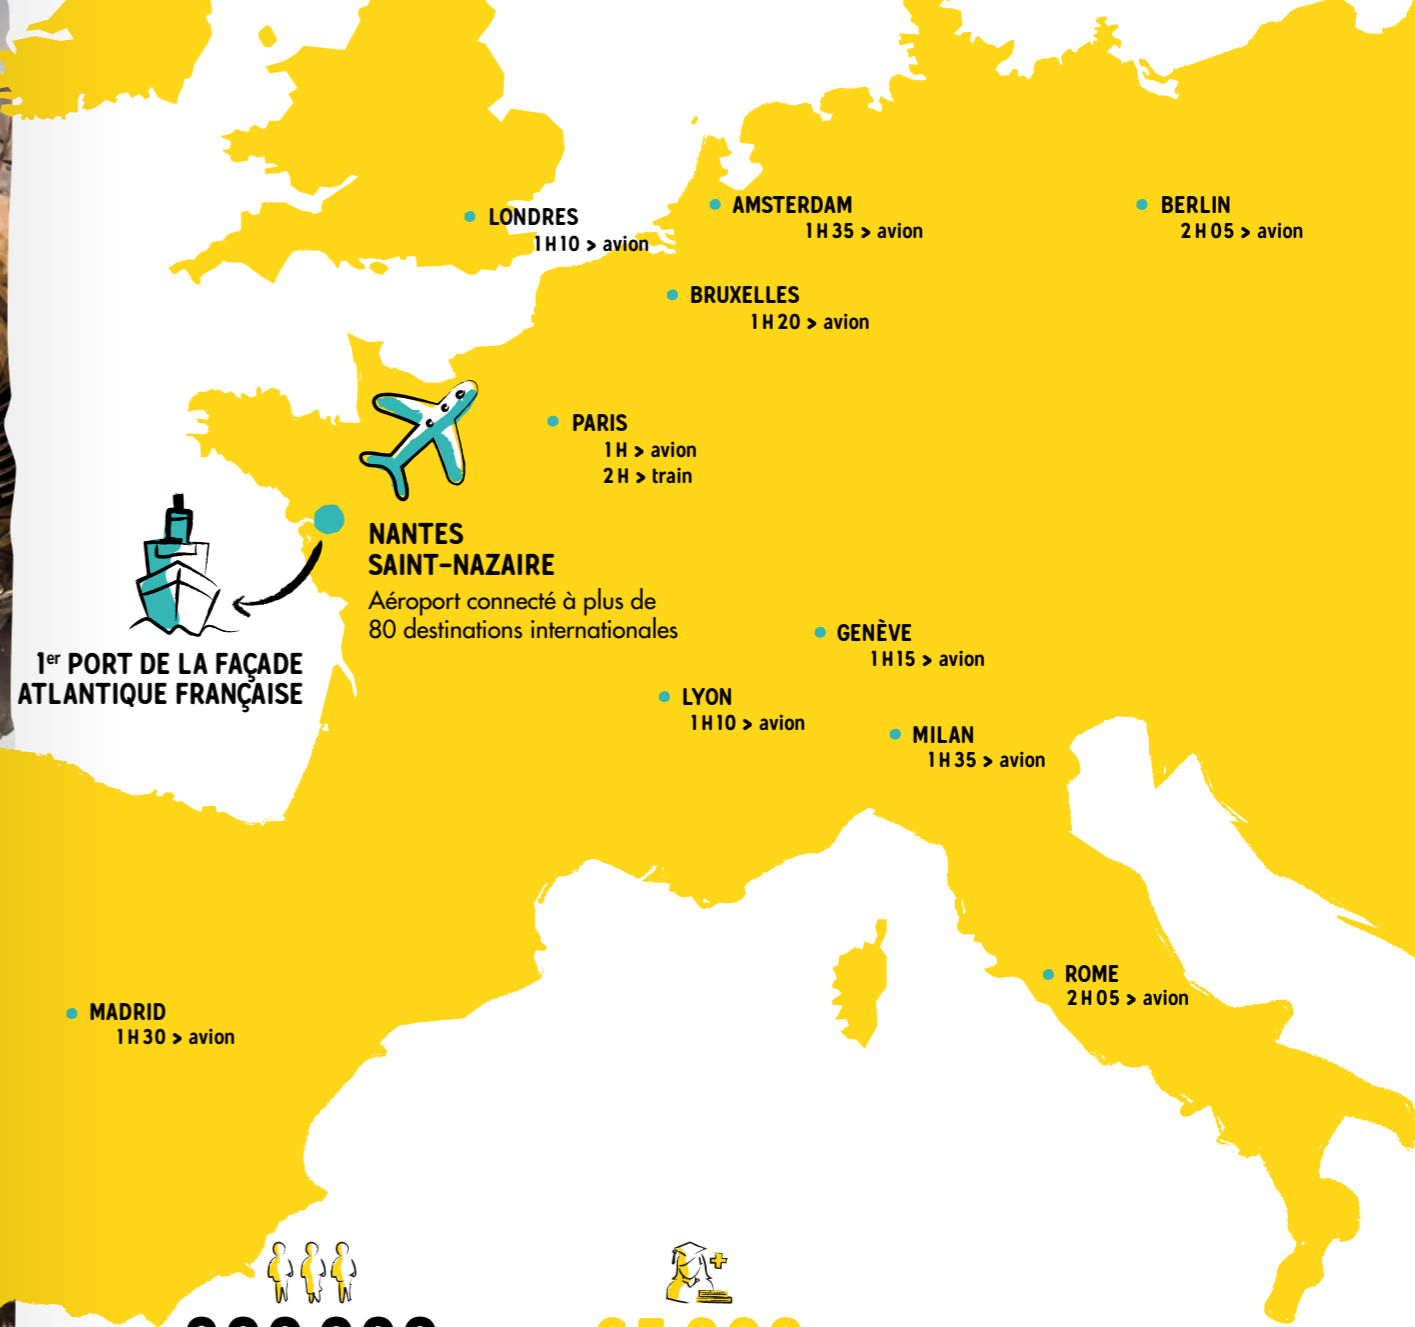 LONDRES
1 H 10 > avion
AMSTERDAM
1 H 35 > avion
BERLIN
2 H 05 > avion
BRUXELLES
1 H 20 > avion
PARIS
1 H > avion
2 H > train
NANTES
SAINT-NAZAIRE
Aéroport connecté à plus de
80 destinations internationales
1er PORT DE LA FAÇADE
ATLANTIQUE FRANÇAISE
GENÈVE
1 H 15 > avion
LYON
1 H 10 > avion
MILAN
1 H 35 > avion
ROME
2 H 05 > avion
MADRID
1 H 30 > avion